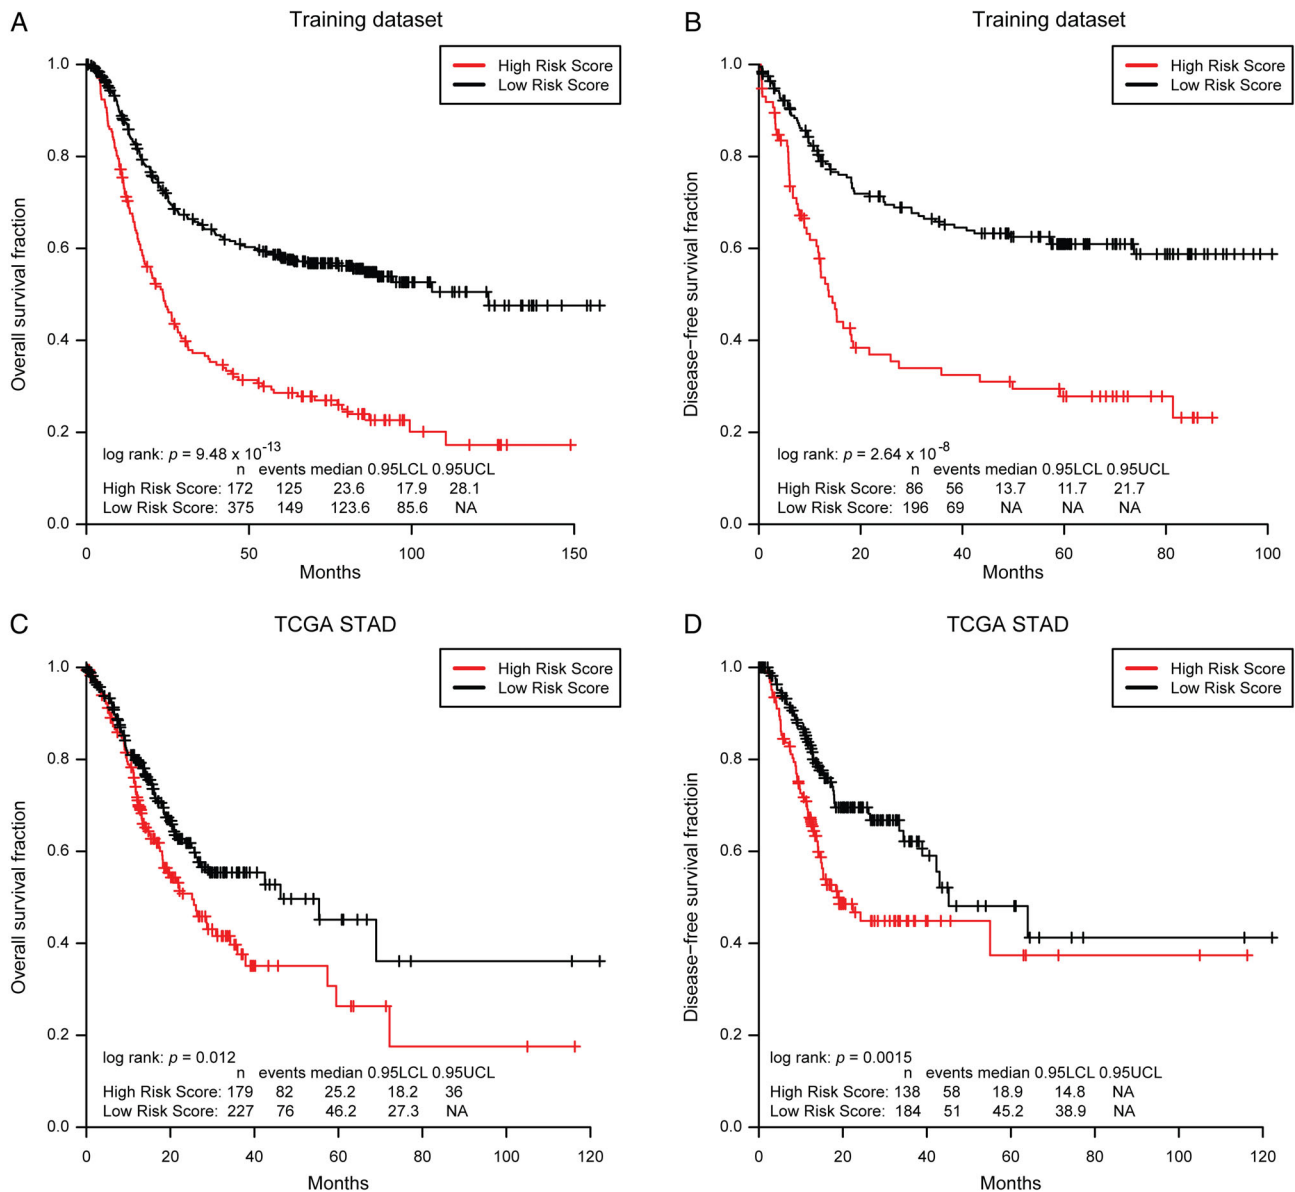 A
Training dataset
High Risk Score
Low Risk Score
Overall survival fraction
1.0
0.8
0.6
0.4
0.2
0.0
log rank: p = 9.48 x 10-13
n events median 0.95LCL 0.95UCL
High Risk Score: 172 125 23.6 17.9 28.1
Low Risk Score: 375 149 123.6 85.6 NA
0 50 100 150
Months
B
Training dataset
High Risk Score
Low Risk Score
Disease-free survival fraction
1.0
0.8
0.6
0.4
0.2
0.0
log rank: p = 2.64 x 10-8
n events median 0.95LCL 0.95UCL
High Risk Score: 86 56 13.7 11.7 21.7
Low Risk Score: 196 69 NA NA NA
0 20 40 60 80 100
Months
C
TCGA STAD
High Risk Score
Low Risk Score
Overall survival fraction
1.0
0.8
0.6
0.4
0.2
0.0
log rank: p = 0.012
n events median 0.95LCL 0.95UCL
High Risk Score: 179 82 25.2 18.2 36
Low Risk Score: 227 76 46.2 27.3 NA
0 20 40 60 80 100 120
Months
D
TCGA STAD
High Risk Score
Low Risk Score
Disease-free survival fractioin
1.0
0.8
0.6
0.4
0.2
0.0
log rank: p = 0.0015
n events median 0.95LCL 0.95UCL
High Risk Score: 138 58 18.9 14.8 NA
Low Risk Score: 184 51 45.2 38.9 NA
0 20 40 60 80 100 120
Months